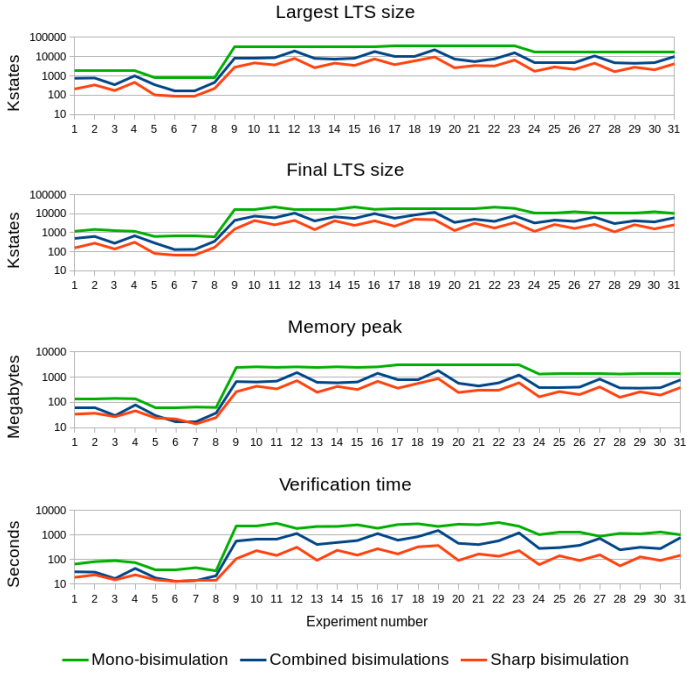 Largest LTS size
Kstates
100000
10000
1000
100
10
1 2 3 4 5 6 7 8 9 10 11 12 13 14 15 16 17 18 19 20 21 22 23 24 25 26 27 28 29 30 31
Final LTS size
Kstates
100000
10000
1000
100
10
1 2 3 4 5 6 7 8 9 10 11 12 13 14 15 16 17 18 19 20 21 22 23 24 25 26 27 28 29 30 31
Memory peak
Megabytes
10000
1000
100
10
1 2 3 4 5 6 7 8 9 10 11 12 13 14 15 16 17 18 19 20 21 22 23 24 25 26 27 28 29 30 31
Verification time
Seconds
10000
1000
100
10
1 2 3 4 5 6 7 8 9 10 11 12 13 14 15 16 17 18 19 20 21 22 23 24 25 26 27 28 29 30 31
Experiment number
Mono-bisimulation Combined bisimulations Sharp bisimulation